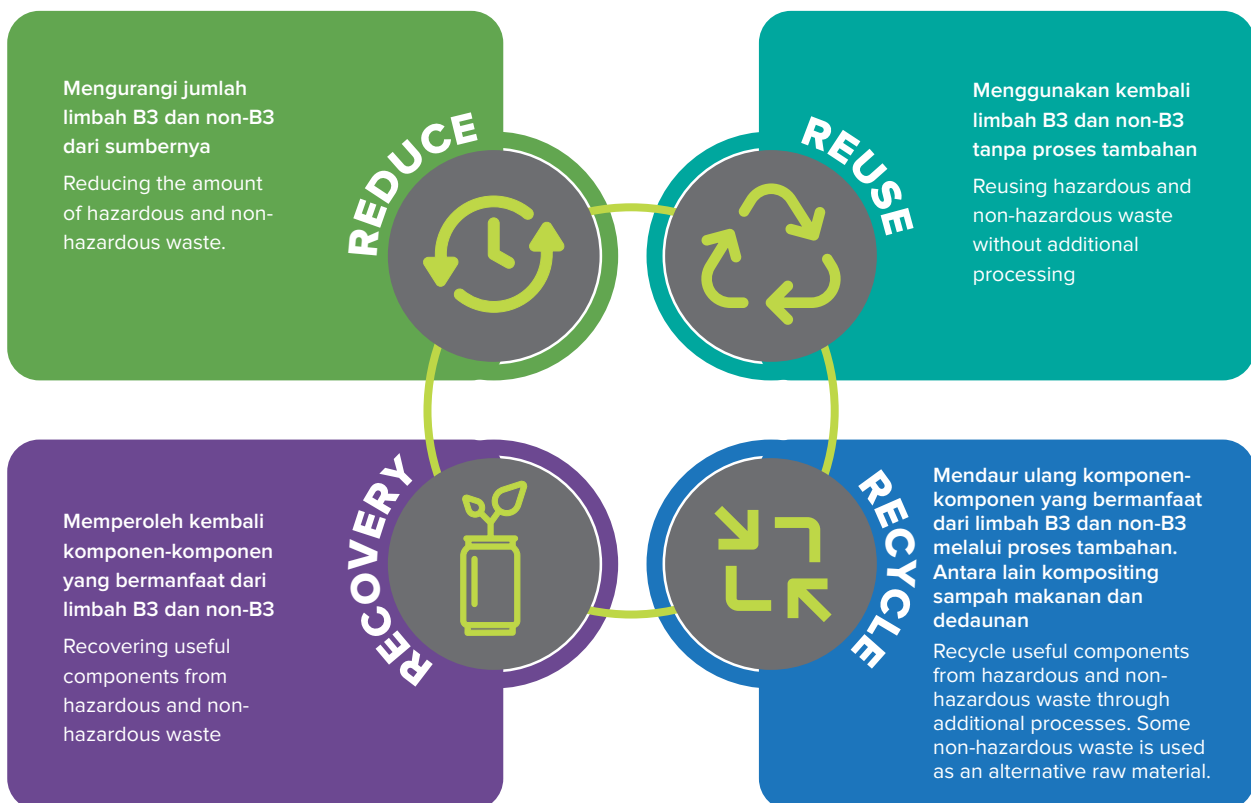 Mengurangi jumlah
limbah B3 dan non-B3
dari sumbernya
Reducing the amount
of hazardous and non-
hazardous waste.
REDUCE
REUSE
Menggunakan kembali
limbah B3 dan non-B3
tanpa proses tambahan
Reusing hazardous and
non-hazardous waste
without additional
processing
Memperoleh kembali
komponen-komponen
yang bermanfaat dari
limbah B3 dan non-B3
Recovering useful
components from
hazardous and non-
hazardous waste
RECOVERY
RECYCLE
Mendaur ulang komponen-
komponen yang bermanfaat
dari limbah B3 dan non-B3
melalui proses tambahan.
Antara lain kompositing
sampah makanan dan
dedaunan
Recycle useful components
from hazardous and non-
hazardous waste through
additional processes. Some
non-hazardous waste is used
as an alternative raw material.